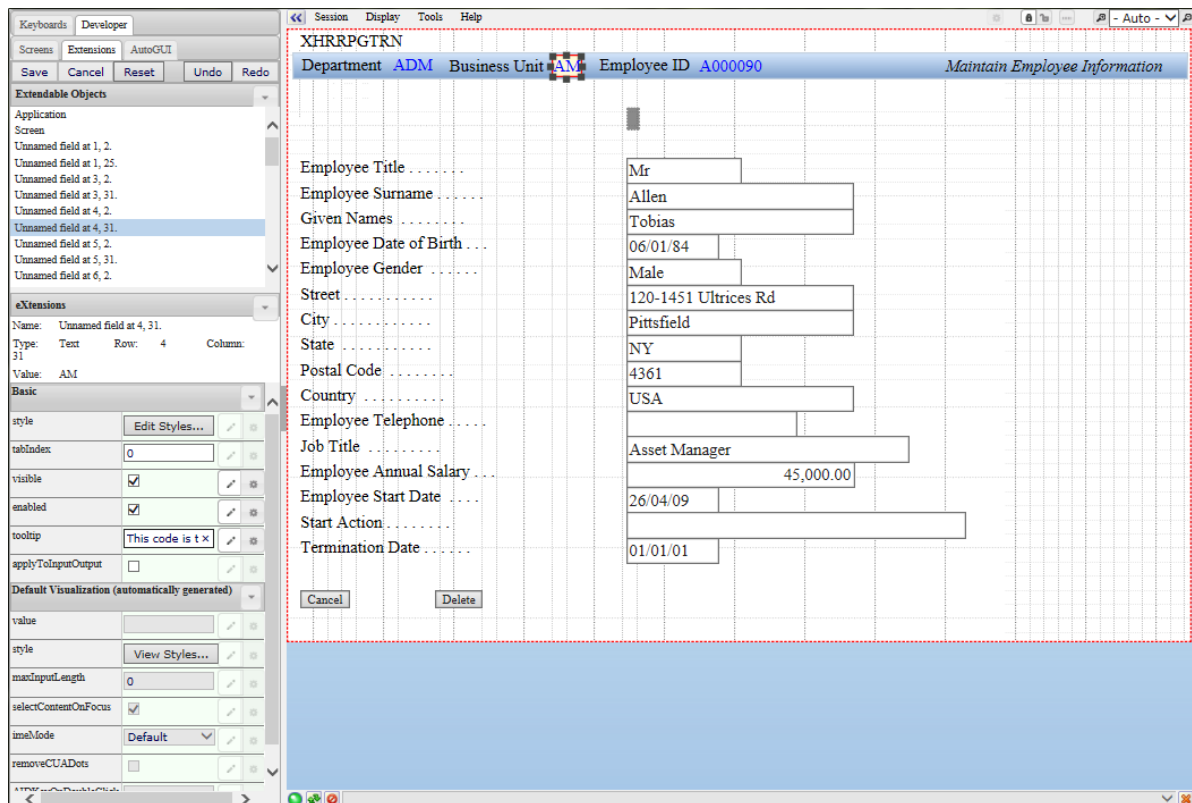 Keyboards Developer
Screens Extensions AutoGUI
Save Cancel Reset Undo Redo
Extendable Objects
Application
Screen
Unnamed field at 1, 2.
Unnamed field at 1, 25.
Unnamed field at 3, 2.
Unnamed field at 3, 31.
Unnamed field at 4, 2.
Unnamed field at 4, 31.
Unnamed field at 5, 2.
Unnamed field at 5, 31.
Unnamed field at 6, 2.
eXtensions
Name: Unnamed field at 4, 31.
Type: Text Row: 4 Column:
31
Value: AM
Basic
style Edit Styles...
tabIndex 0
visible
enabled
tooltip This code is t
applyToInputOutput
Default Visualization (automatically generated)
value
style View Styles...
maxInputLength 0
selectContentOnFocus
imeMode Default
removeCUADots
Session Display Tools Help
- Auto -
XHRRPGTRN
Department ADM Business Unit AM Employee ID A000090 Maintain Employee Information
Employee Title . . . . . . . Mr
Employee Surname . . . . . . Allen
Given Names . . . . . . . . Tobias
Employee Date of Birth . . . 06/01/84
Employee Gender . . . . . . Male
Street . . . . . . . . . . . 120-1451 Ultrices Rd
City . . . . . . . . . . . . Pittsfield
State . . . . . . . . . . . NY
Postal Code . . . . . . . . 4361
Country . . . . . . . . . . USA
Employee Telephone . . . . .
Job Title . . . . . . . . . Asset Manager
Employee Annual Salary . . . 45,000.00
Employee Start Date . . . . 26/04/09
Start Action . . . . . . . .
Termination Date . . . . . . 01/01/01
Cancel Delete